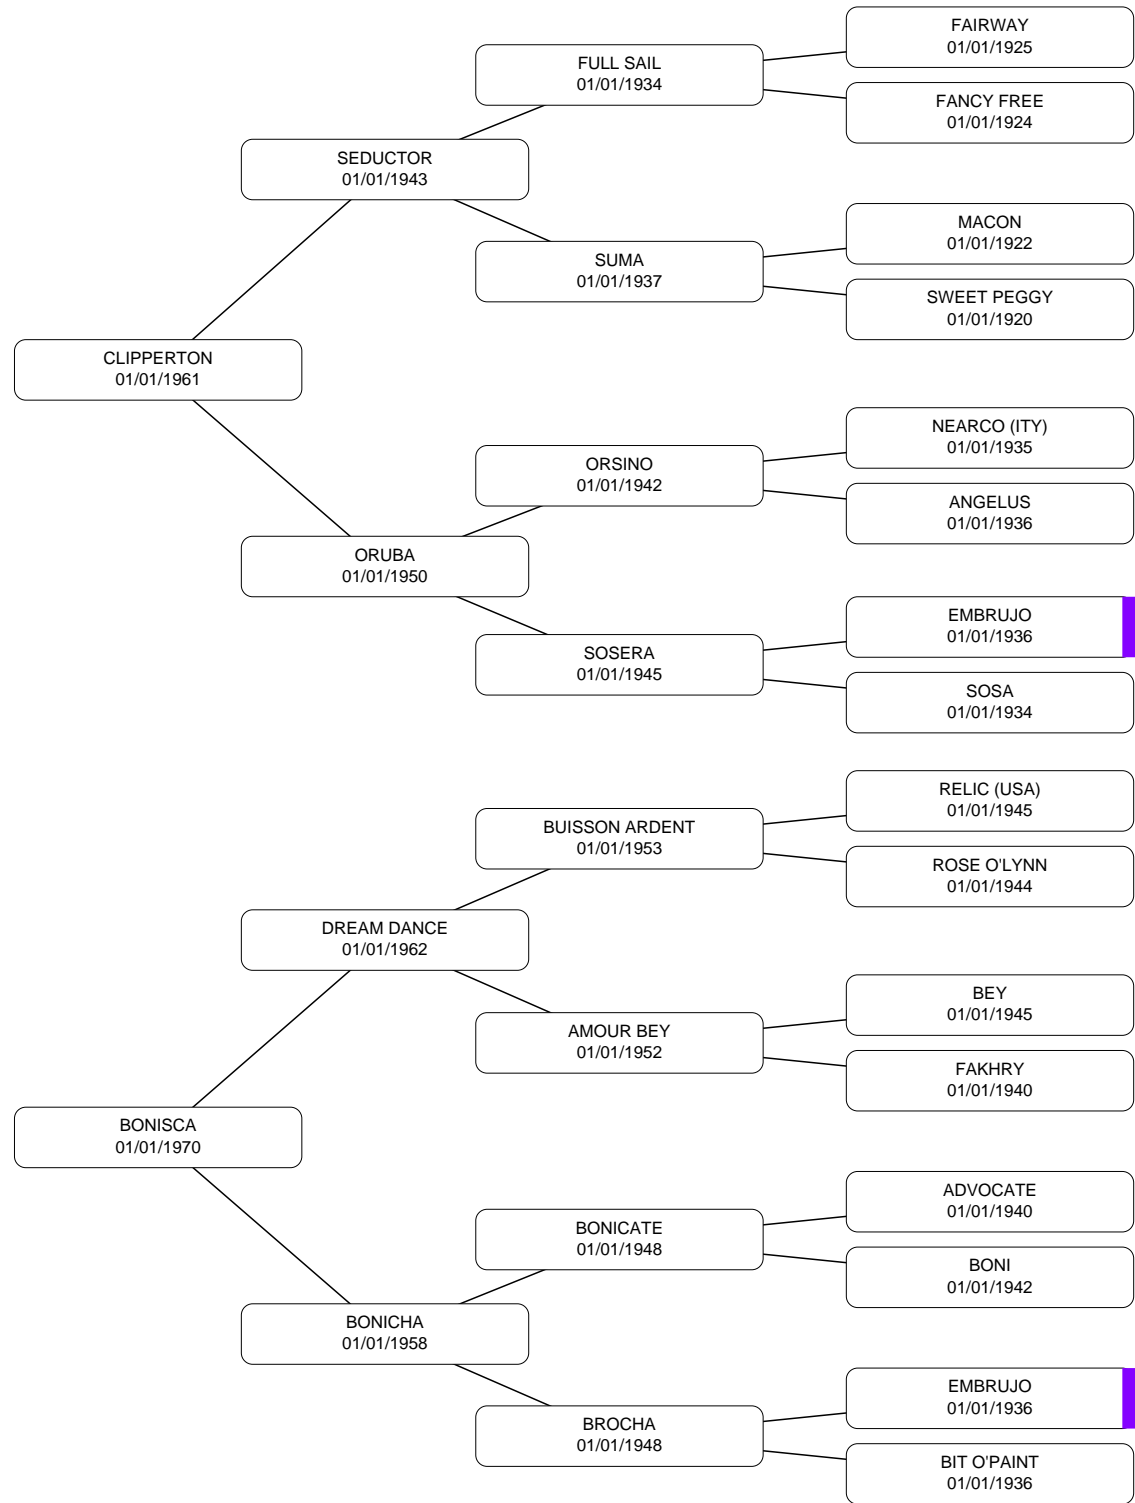 FAIRWAY
01/01/1925
FULL SAIL
01/01/1934
FANCY FREE
01/01/1924
SEDUCTOR
01/01/1943
MACON
01/01/1922
SUMA
01/01/1937
SWEET PEGGY
01/01/1920
CLIPPERTON
01/01/1961
NEARCO (ITY)
01/01/1935
ORSINO
01/01/1942
ANGELUS
01/01/1936
ORUBA
01/01/1950
EMBRUJO
01/01/1936
SOSERA
01/01/1945
SOSA
01/01/1934
RELIC (USA)
01/01/1945
BUISSON ARDENT
01/01/1953
ROSE O'LYNN
01/01/1944
DREAM DANCE
01/01/1962
BEY
01/01/1945
AMOUR BEY
01/01/1952
FAKHRY
01/01/1940
BONISCA
01/01/1970
ADVOCATE
01/01/1940
BONICATE
01/01/1948
BONI
01/01/1942
BONICHA
01/01/1958
EMBRUJO
01/01/1936
BROCHA
01/01/1948
BIT O'PAINT
01/01/1936